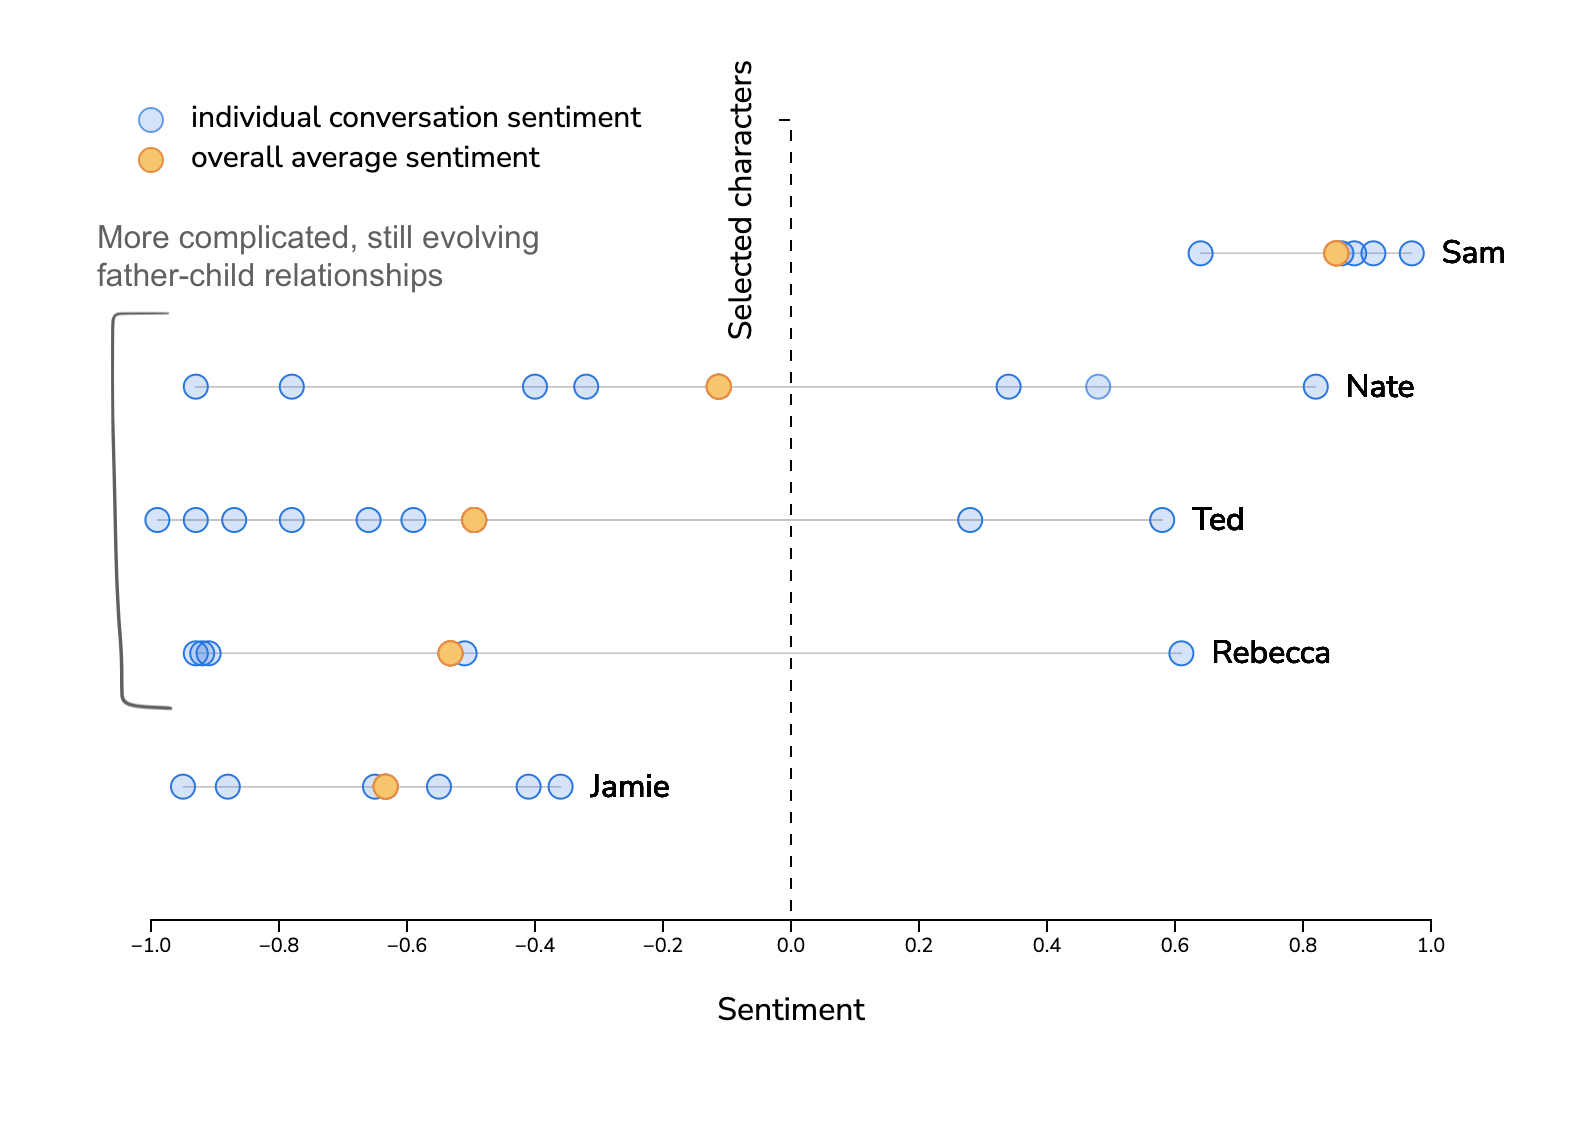 individual conversation sentiment
overall average sentiment
Selected characters
More complicated, still evolving
father-child relationships
Sam
Nate
Ted
Rebecca
Jamie
−1.0 −0.8 −0.6 −0.4 −0.2 0.0 0.2 0.4 0.6 0.8 1.0
Sentiment